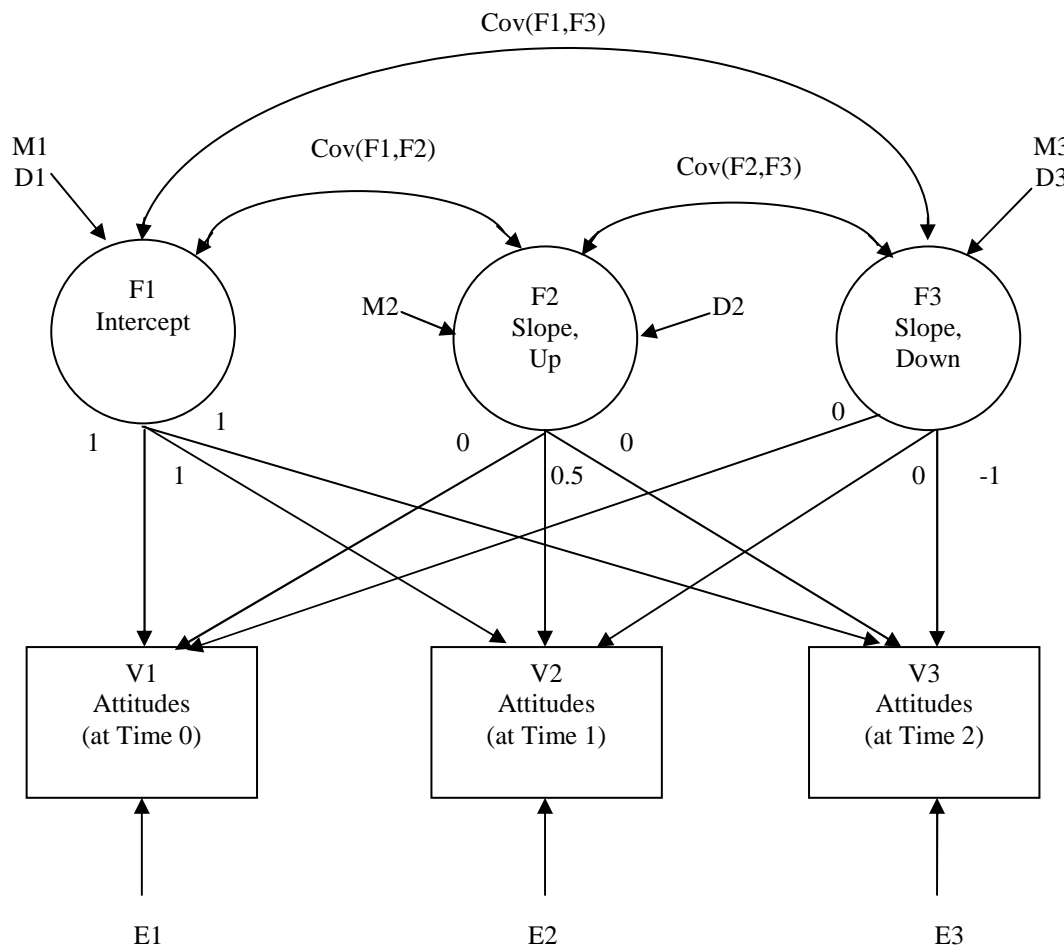 Cov(F1,F3)
M1
D1
Cov(F1,F2)
Cov(F2,F3)
M3
D3
F1
Intercept
M2
F2
Slope,
Up
D2
F3
Slope,
Down
1
1
1
0
0.5
0
0
0
-1
V1
Attitudes
(at Time 0)
V2
Attitudes
(at Time 1)
V3
Attitudes
(at Time 2)
E1
E2
E3